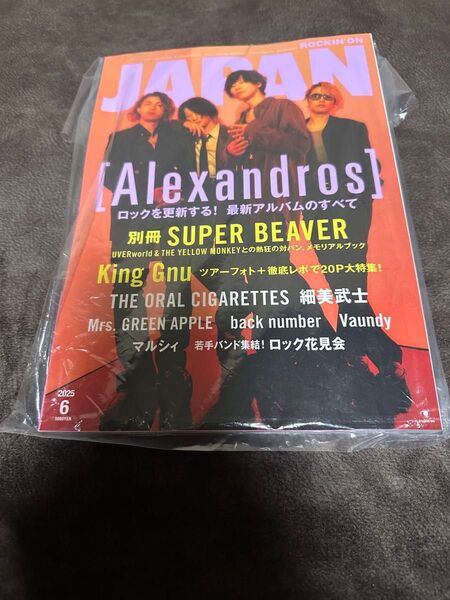 ROCKIN'ON
JAPAN
[Alexandros]
ロックを更新する! 最新アルバムのすべて
別冊 SUPER BEAVER
UVERworld & THE YELLOW MONKEYとの熱狂の対バン、メモリアルブック
King Gnu ツアーフォト+徹底レポで20P大特集!
THE ORAL CIGARETTES 細美武士
Mrs. GREEN APPLE back number Vaundy
マルシィ 若手バンド集結! ロック花見会
2025
6